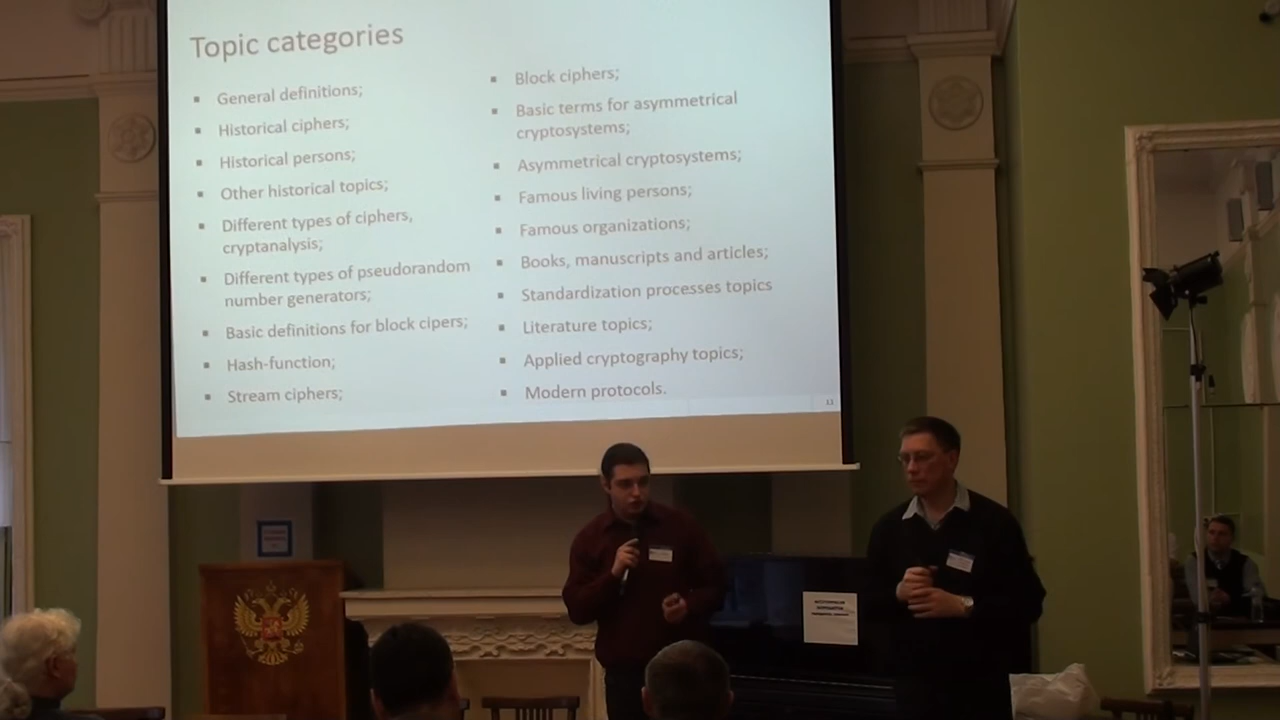 Topic categories
General definitions;
Historical ciphers;
Historical persons;
Other historical topics;
Different types of ciphers,
cryptanalysis;
Different types of pseudorandom
number generators;
Basic definitions for block cipers;
Hash-function;
Stream ciphers;
Block ciphers;
Basic terms for asymmetrical
cryptosystems;
Asymmetrical cryptosystems;
Famous living persons;
Famous organizations;
Books, manuscripts and articles;
Standardization processes topics
Literature topics;
Applied cryptography topics;
Modern protocols.
11